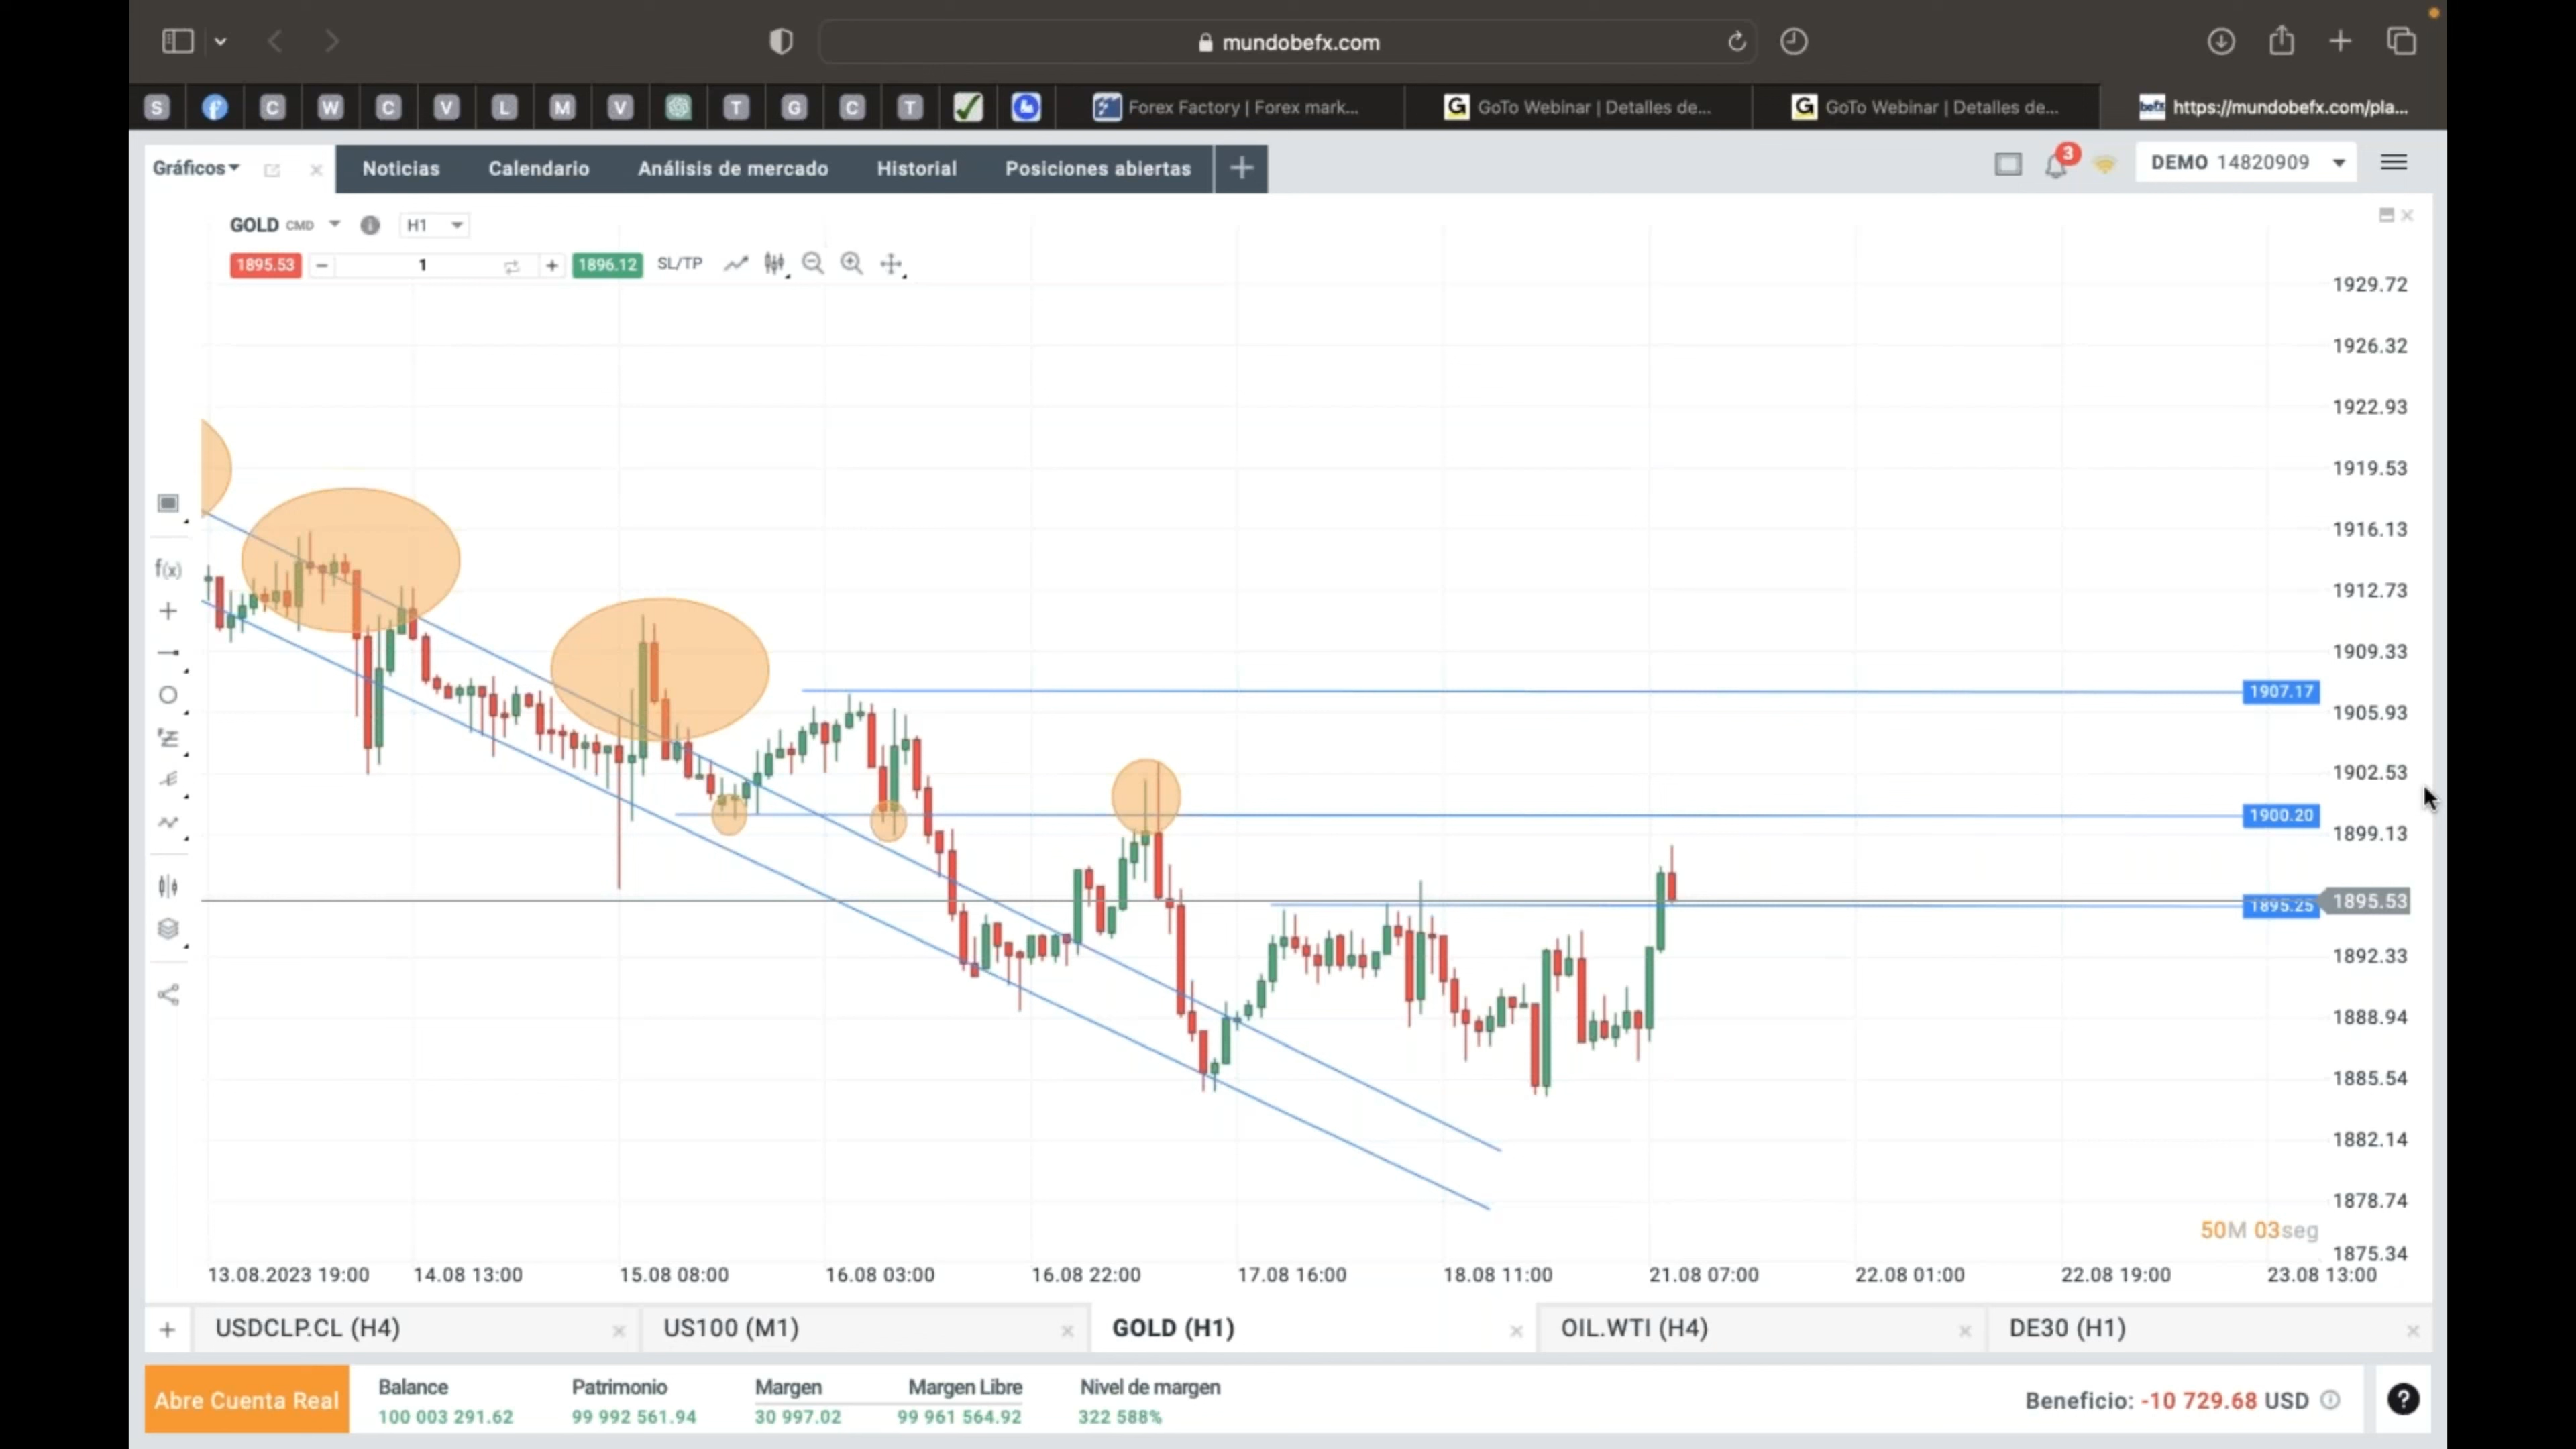 mundobefx.com
S C W C V L M V T G C T Forex Factory | Forex mark... GoTo Webinar | Detalles de... GoTo Webinar | Detalles de... befx https://mundobefx.com/pla...
Gráficos Noticias Calendario Análisis de mercado Historial Posiciones abiertas 3 DEMO 14820909
GOLD CMD H1
1895.53 1 1896.12 SL/TP
1929.72
1926.32
1922.93
1919.53
1916.13
f(x)
1912.73
1909.33
1907.17
1905.93
1902.53
1900.20
1899.13
1895.25 1895.53
1892.33
1888.94
1885.54
1882.14
1878.74
50M 03seg
1875.34
13.08.2023 19:00 14.08 13:00 15.08 08:00 16.08 03:00 16.08 22:00 17.08 16:00 18.08 11:00 21.08 07:00 22.08 01:00 22.08 19:00 23.08 13:00
USDCLP.CL (H4) US100 (M1) GOLD (H1) OIL.WTI (H4) DE30 (H1)
Abre Cuenta Real
Balance Patrimonio Margen Margen Libre Nivel de margen
100 003 291.62 99 992 561.94 30 997.02 99 961 564.92 322 588%
Beneficio: -10 729.68 USD